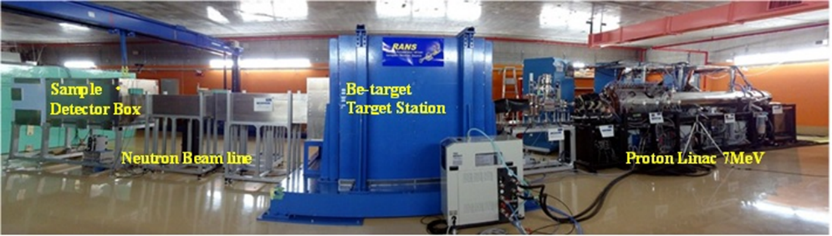 RANS
Sample
Detector Box
Be-target
Target Station
Neutron Beam line
Proton Linac 7MeV